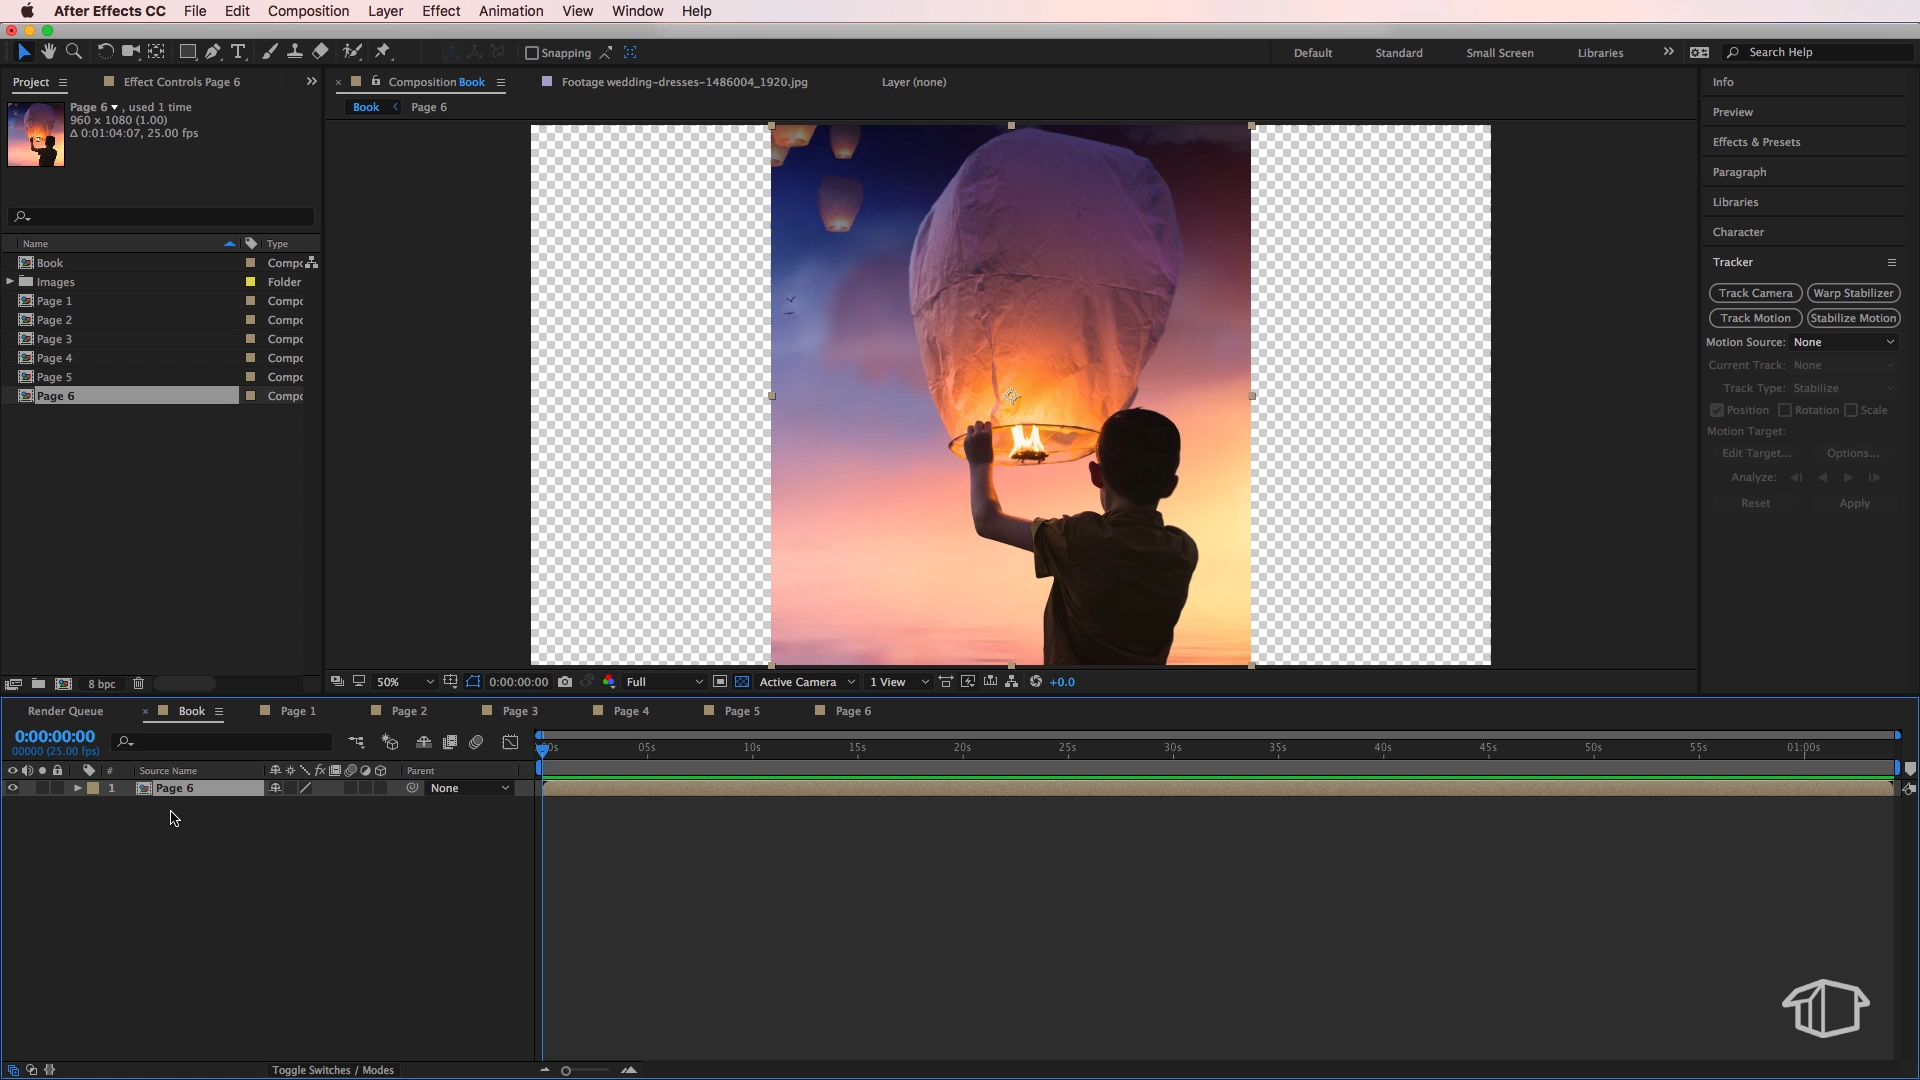 After Effects CC File Edit Composition Layer Effect Animation View Window Help
Snapping Default Standard Small Screen Libraries Search Help
Project Effect Controls Page 6 Composition Book Footage wedding-dresses-1486004_1920.jpg Layer (none) Info
Page 6 , used 1 time
960 x 1080 (1.00)
Δ 0:01:04:07, 25.00 fps
Book Page 6
Preview
Effects & Presets
Paragraph
Libraries
Character
Tracker
Track Camera Warp Stabilizer
Track Motion Stabilize Motion
Motion Source: None
Current Track: None
Track Type: Stabilize
Position Rotation Scale
Motion Target:
Edit Target... Options...
Analyze:
Reset Apply
Name Type
Book Compo
Images Folder
Page 1 Compo
Page 2 Compo
Page 3 Compo
Page 4 Compo
Page 5 Compo
Page 6 Compo
8 bpc 50% 0:00:00:00 Full Active Camera 1 View +0.0
Render Queue Book Page 1 Page 2 Page 3 Page 4 Page 5 Page 6
0:00:00:00
00000 (25.00 fps)
05s 10s 15s 20s 25s 30s 35s 40s 45s 50s 55s 01:00s
# Source Name fx Parent
1 Page 6 None
Toggle Switches / Modes